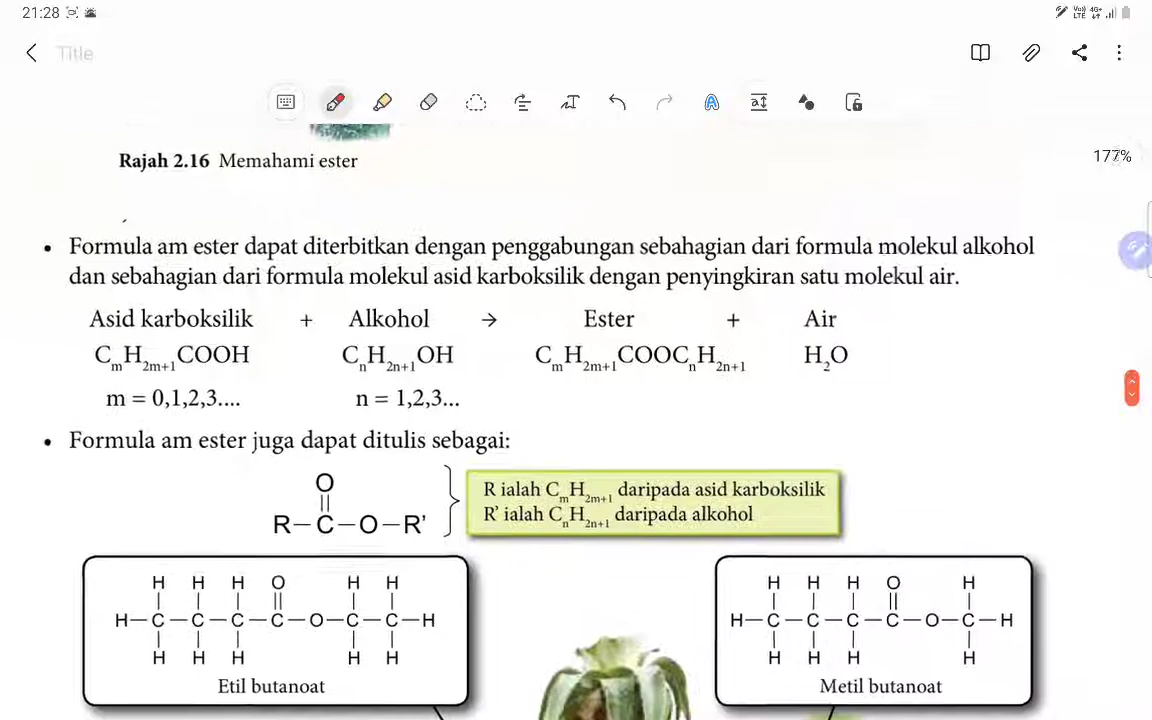 21:28
VoI) 4G+
LTE
Title
177%
Rajah 2.16 Memahami ester
• Formula am ester dapat diterbitkan dengan penggabungan sebahagian dari formula molekul alkohol
dan sebahagian dari formula molekul asid karboksilik dengan penyingkiran satu molekul air.
Asid karboksilik + Alkohol → Ester + Air
CₘH₂ₘ₊₁COOH CₙH₂ₙ₊₁OH CₘH₂ₘ₊₁COOCₙH₂ₙ₊₁ H₂O
m = 0,1,2,3.... n = 1,2,3...
• Formula am ester juga dapat ditulis sebagai:
O
||
R–C–O–R'
R ialah CₘH₂ₘ₊₁ daripada asid karboksilik
R' ialah CₙH₂ₙ₊₁ daripada alkohol
H H H O H H
| | | || | |
H–C–C–C–C–O–C–C–H
| | | | |
H H H H H
Etil butanoat
H H H O H
| | | || |
H–C–C–C–C–O–C–H
| | | |
H H H H
Metil butanoat